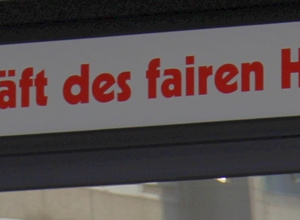 äft des fairen H